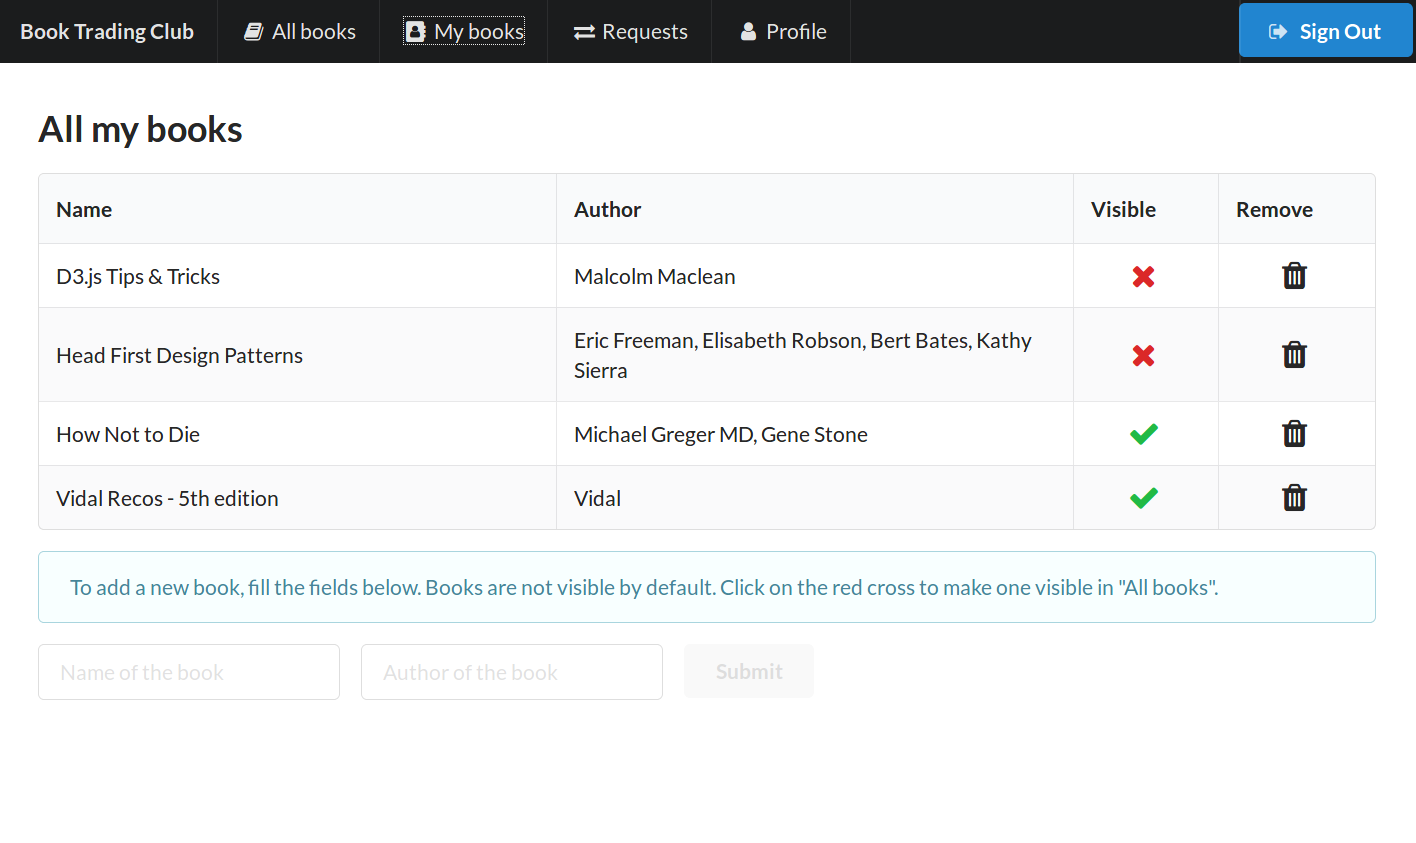 Book Trading Club All books My books Requests Profile Sign Out
All my books
Name Author Visible Remove
D3.js Tips & Tricks Malcolm Maclean
Head First Design Patterns Eric Freeman, Elisabeth Robson, Bert Bates, Kathy
Sierra
How Not to Die Michael Greger MD, Gene Stone
Vidal Recos - 5th edition Vidal
To add a new book, fill the fields below. Books are not visible by default. Click on the red cross to make one visible in "All books".
Name of the book Author of the book Submit